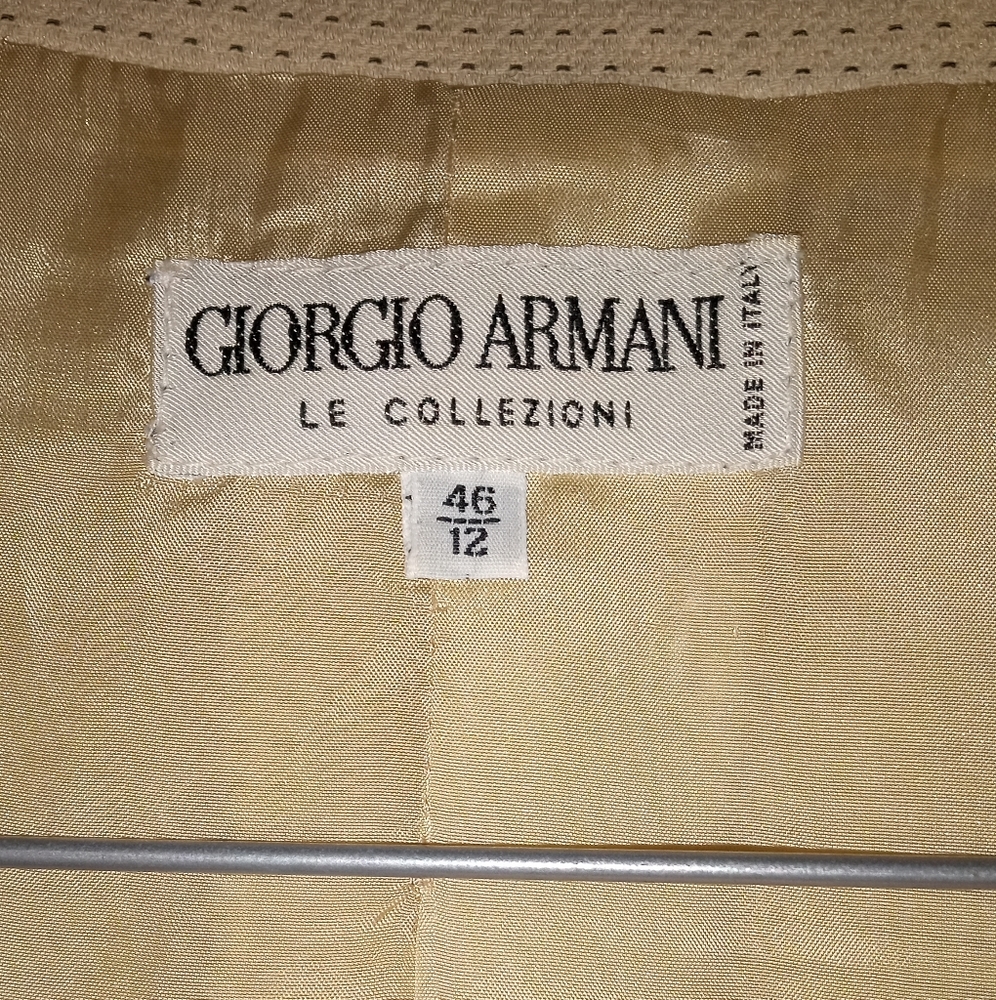 GIORGIO ARMANI
LE COLLEZIONI
MADE IN ITALY
46
12